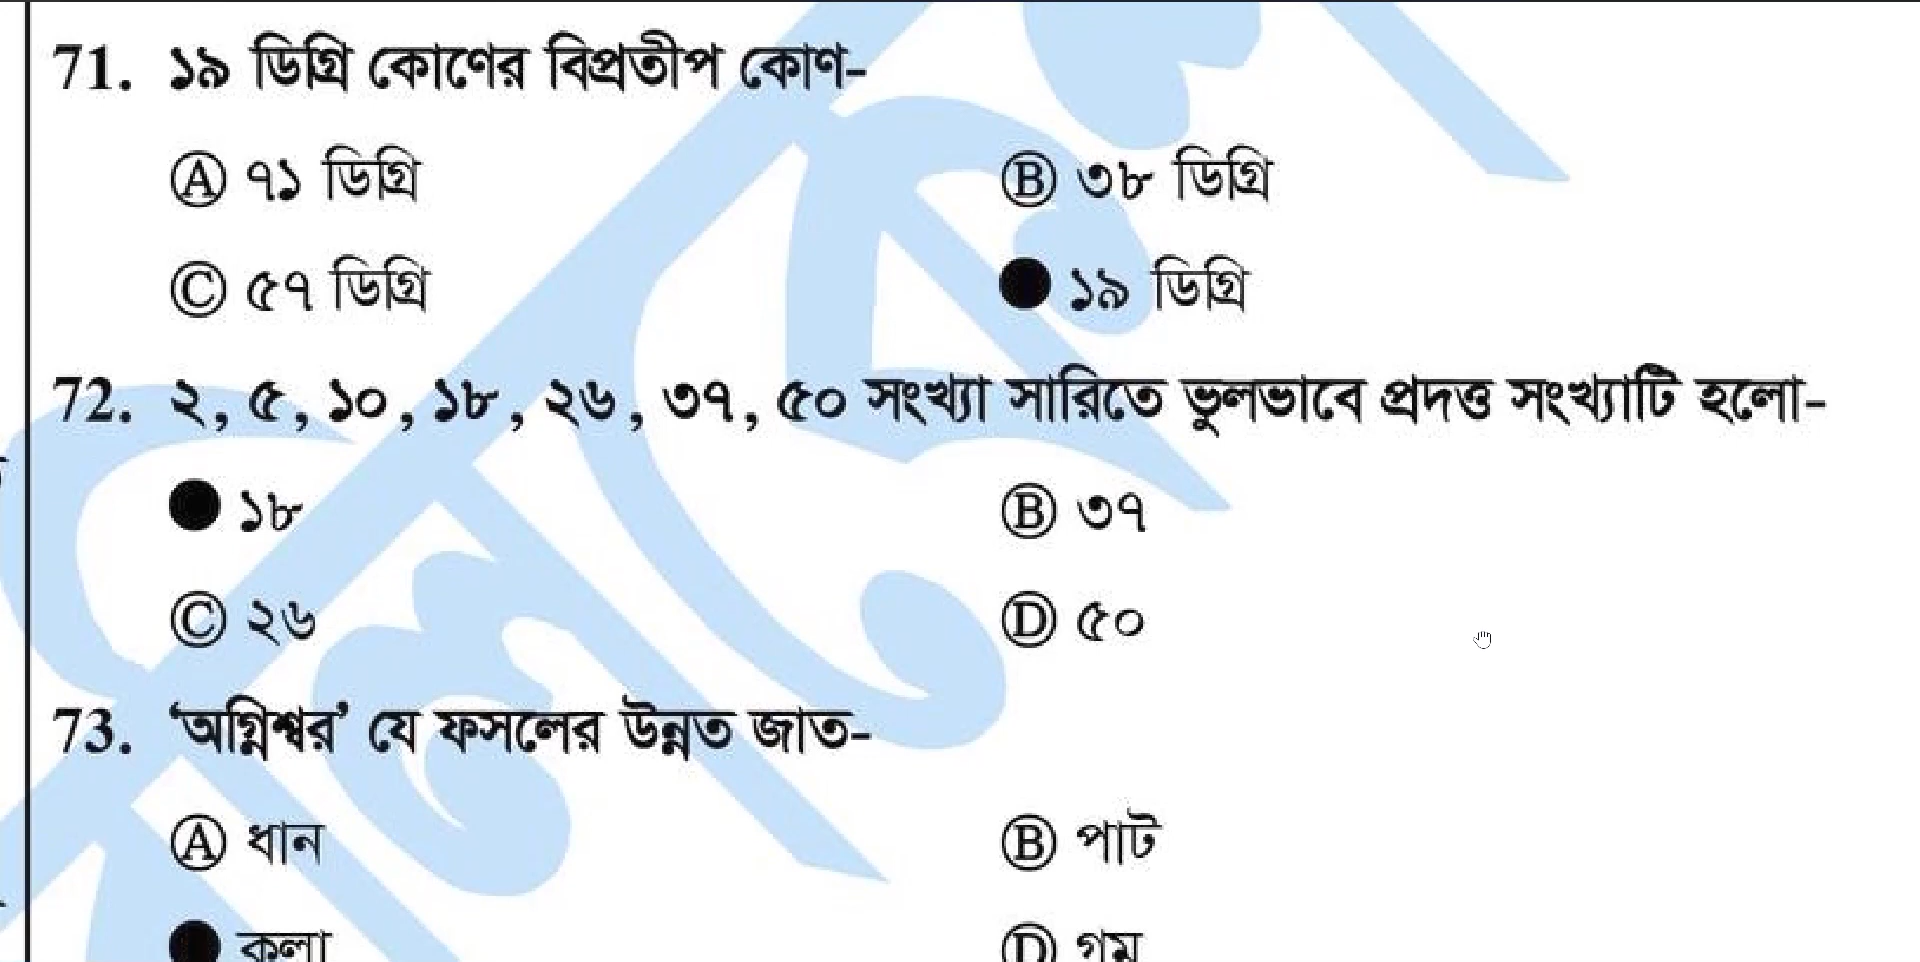 71. ১৯ ডিগ্রি কোণের বিপ্রতীপ কোণ-
Ⓐ ৭১ ডিগ্রি Ⓑ ৩৮ ডিগ্রি
Ⓒ ৫৭ ডিগ্রি ● ১৯ ডিগ্রি
72. ২, ৫, ১০, ১৮, ২৬, ৩৭, ৫০ সংখ্যা সারিতে ভুলভাবে প্রদত্ত সংখ্যাটি হলো-
● ১৮ Ⓑ ৩৭
Ⓒ ২৬ Ⓓ ৫০
73. ‘অগ্নিশ্বর’ যে ফসলের উন্নত জাত-
Ⓐ ধান Ⓑ পাট
● কলা Ⓓ গম